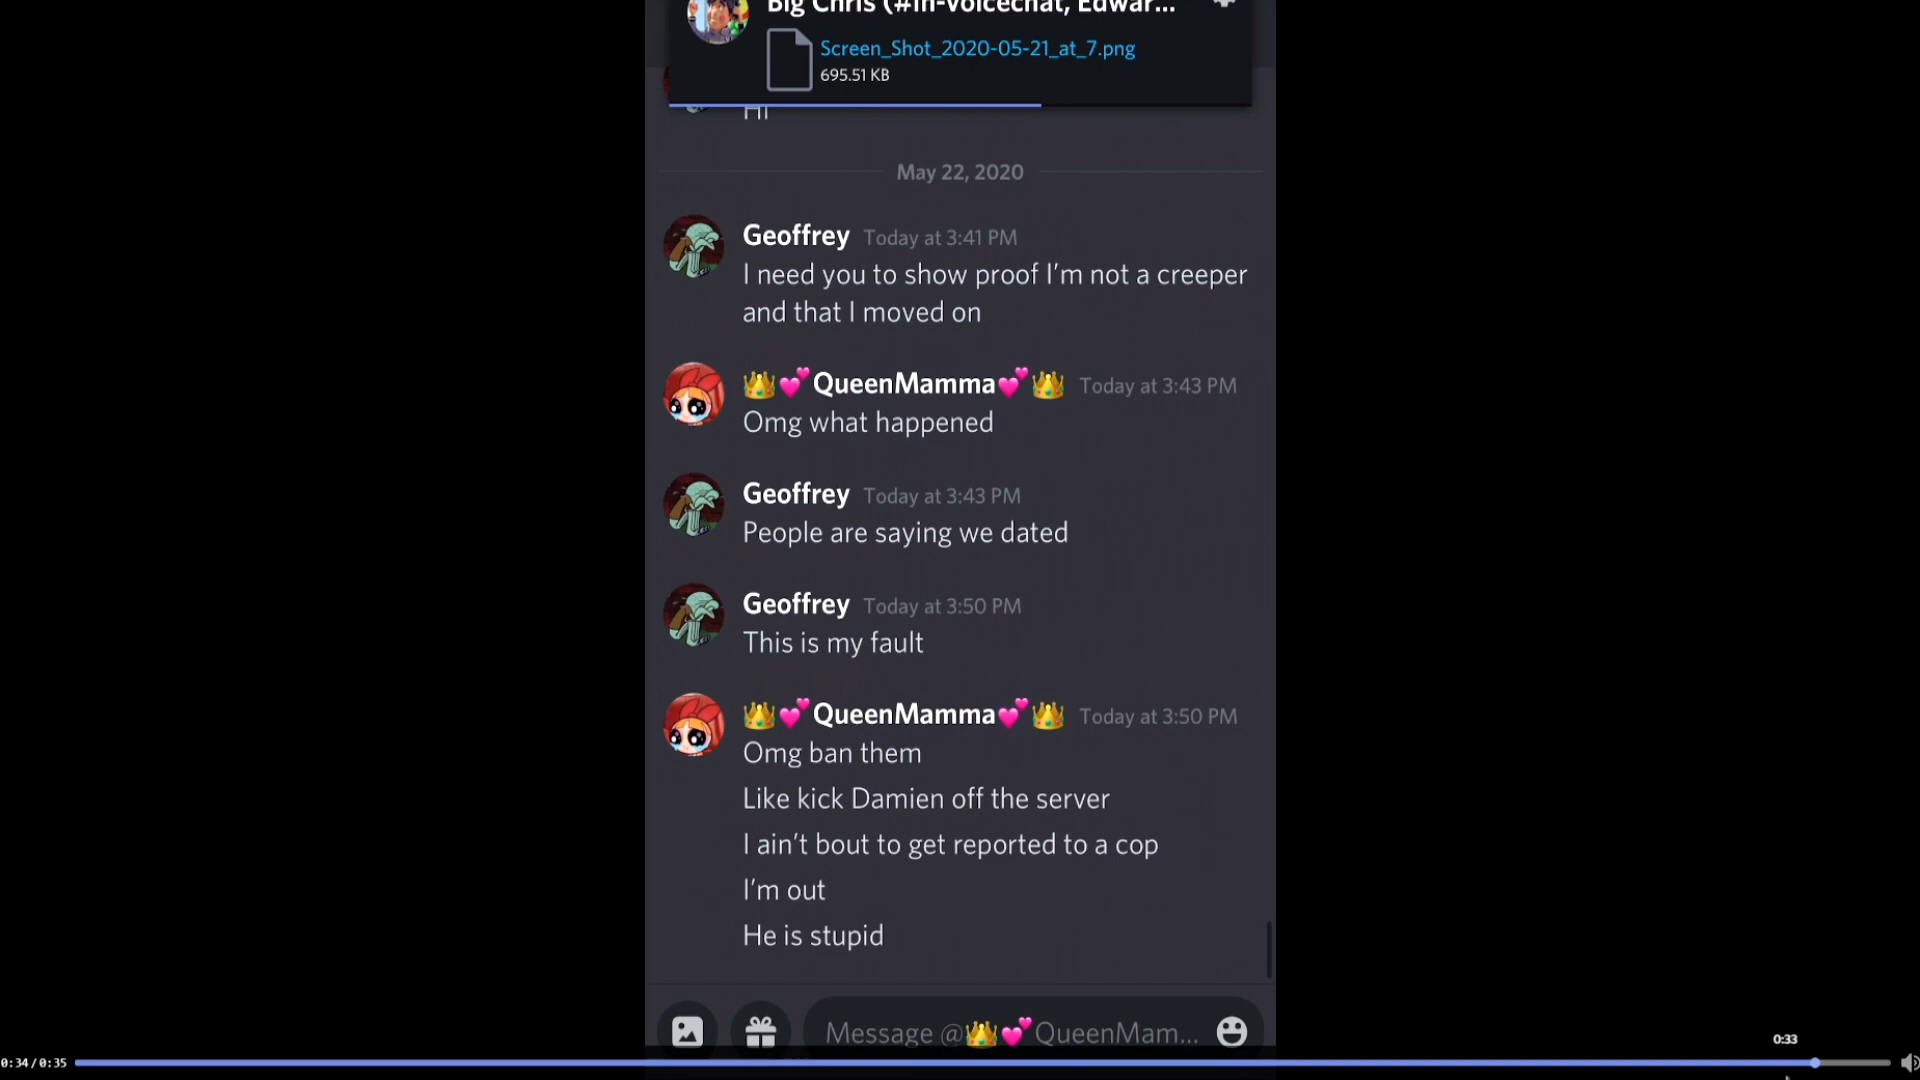 Big Chris (#in-voicechat, Edwar...
Screen_Shot_2020-05-21_at_7.png
695.51 KB
Hi
May 22, 2020
Geoffrey Today at 3:41 PM
I need you to show proof I'm not a creeper
and that I moved on
👑💕QueenMamma💕👑 Today at 3:43 PM
Omg what happened
Geoffrey Today at 3:43 PM
People are saying we dated
Geoffrey Today at 3:50 PM
This is my fault
👑💕QueenMamma💕👑 Today at 3:50 PM
Omg ban them
Like kick Damien off the server
I ain't bout to get reported to a cop
I'm out
He is stupid
Message @👑💕QueenMam...
0:33
0:34/0:35